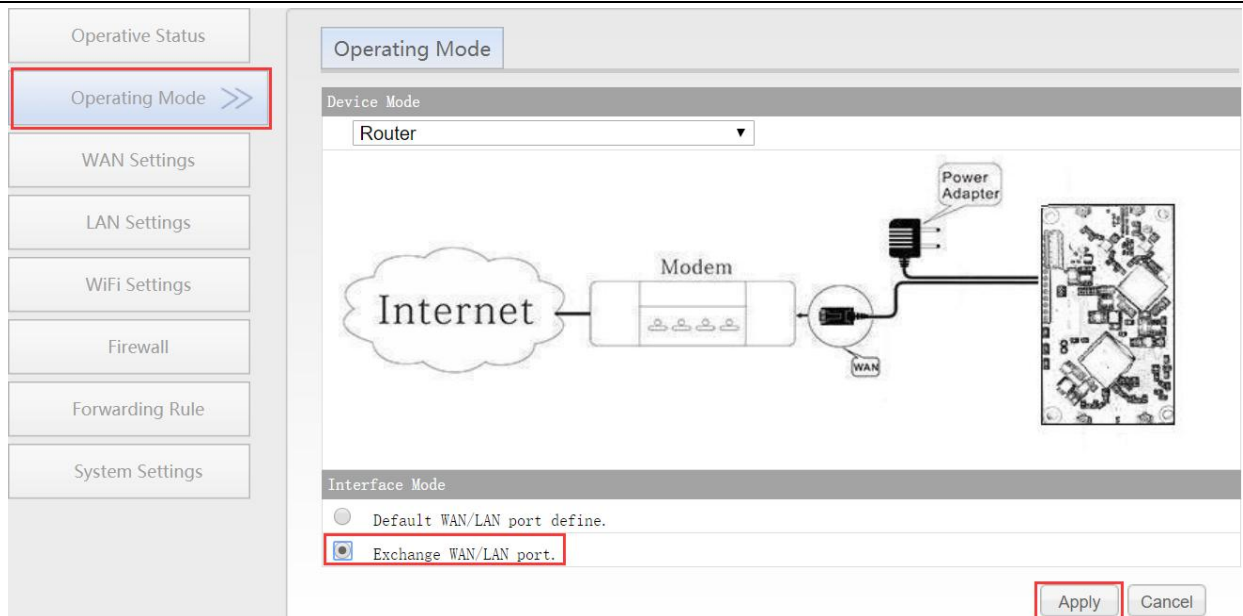 Operative Status
Operating Mode
WAN Settings
LAN Settings
WiFi Settings
Firewall
Forwarding Rule
System Settings
Operating Mode
Device Mode
Router
Power
Adapter
Modem
Internet
WAN
Interface Mode
Default WAN/LAN port define.
Exchange WAN/LAN port.
Apply Cancel